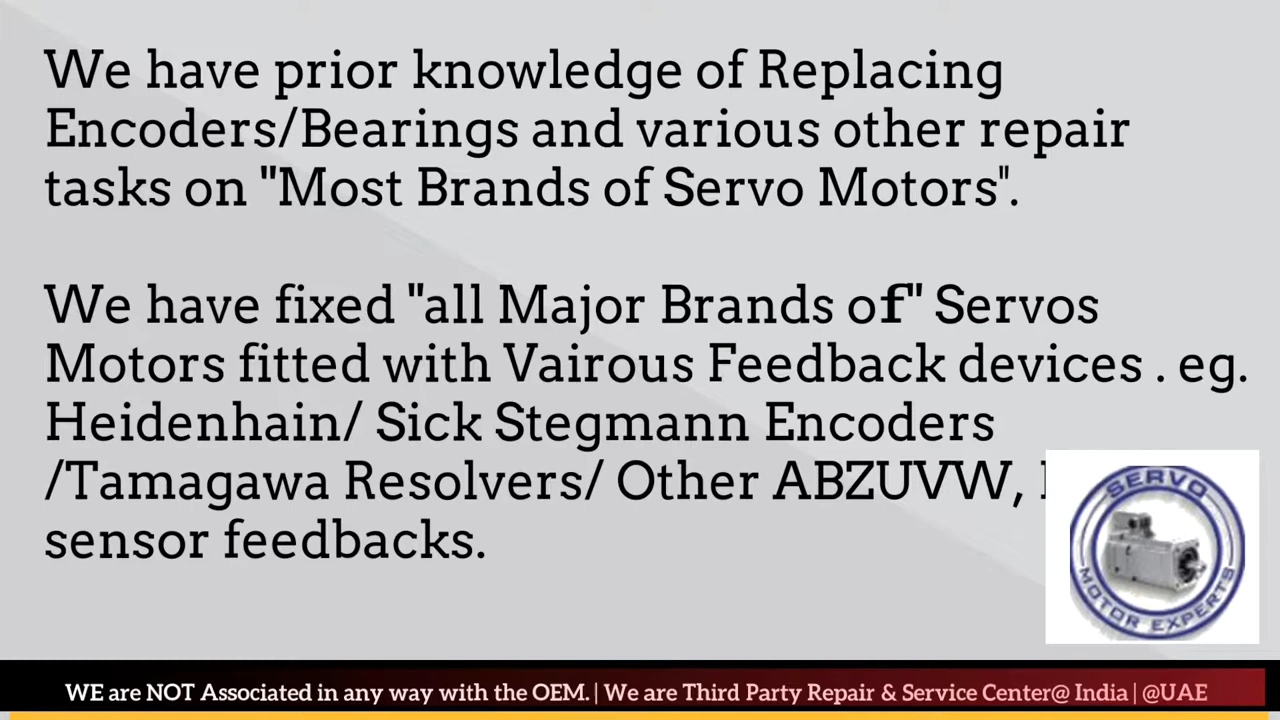 We have prior knowledge of Replacing
Encoders/Bearings and various other repair
tasks on "Most Brands of Servo Motors".
We have fixed "all Major Brands of" Servos
Motors fitted with Vairous Feedback devices . eg.
Heidenhain/ Sick Stegmann Encoders
/Tamagawa Resolvers/ Other ABZUVW,
sensor feedbacks.
SERVO
MOTOR EXPERTS
WE are NOT Associated in any way with the OEM. | We are Third Party Repair & Service Center@ India | @UAE